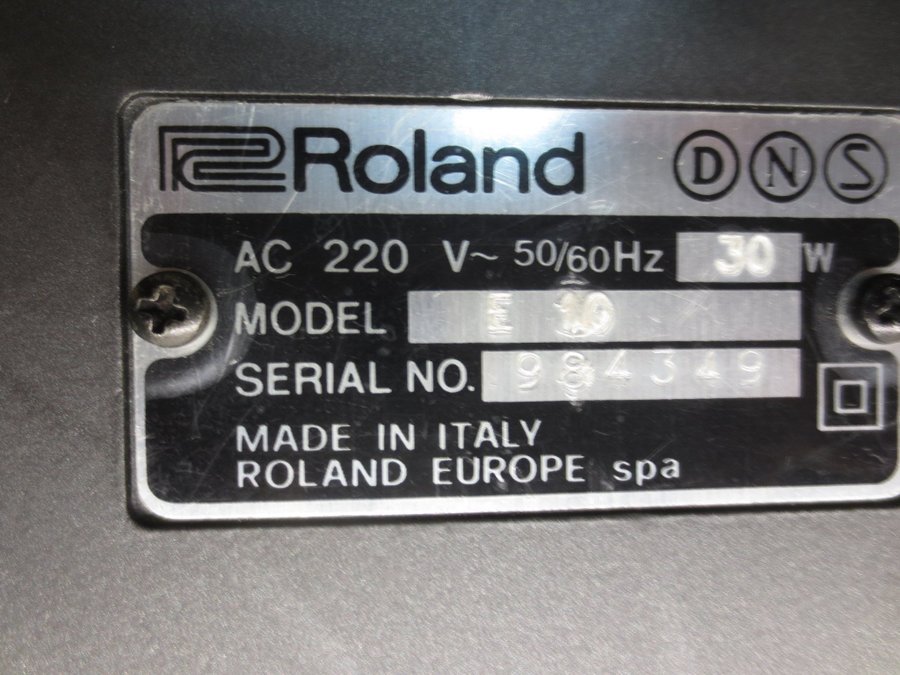 Roland D N S
AC 220 V~ 50/60Hz 30 W
MODEL 10
SERIAL NO. 984349
MADE IN ITALY
ROLAND EUROPE spa